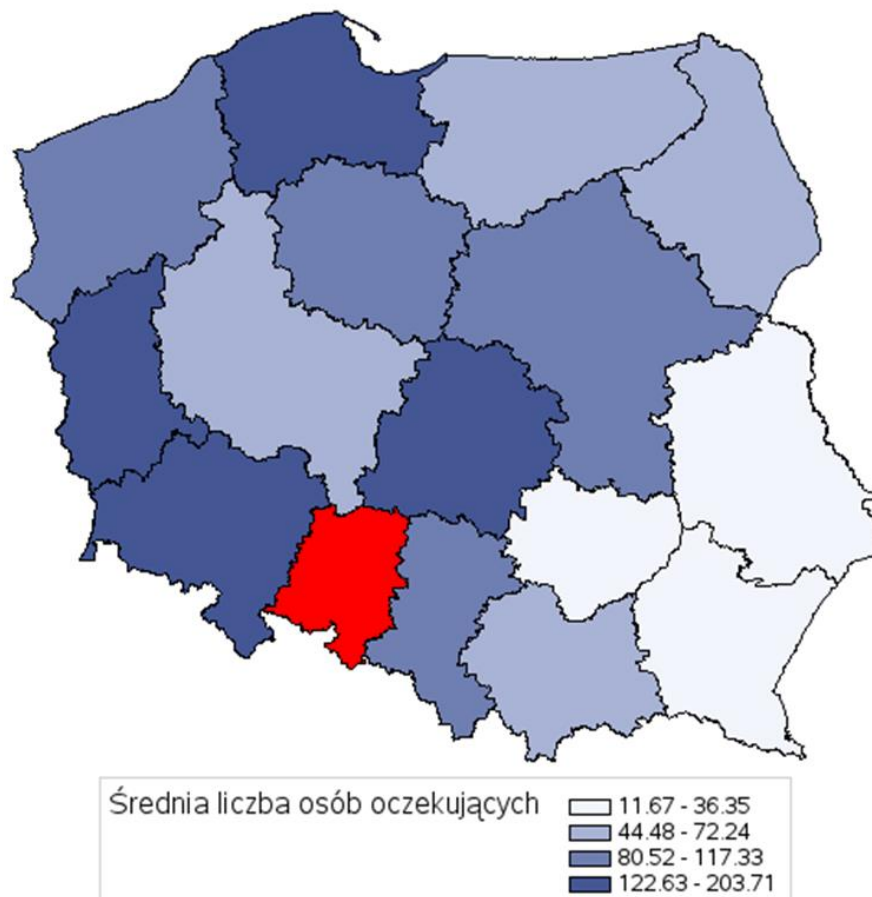 Średnia liczba osób oczekujących
11.67 - 36.35
44.48 - 72.24
80.52 - 117.33
122.63 - 203.71